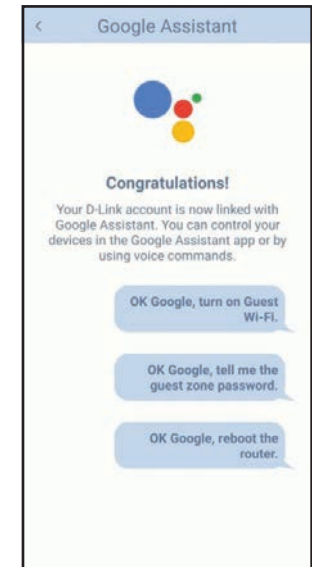 Google Assistant
Congratulations!
Your D-Link account is now linked with
Google Assistant. You can control your
devices in the Google Assistant app or by
using voice commands.
OK Google, turn on Guest
Wi-Fi.
OK Google, tell me the
guest zone password.
OK Google, reboot the
router.